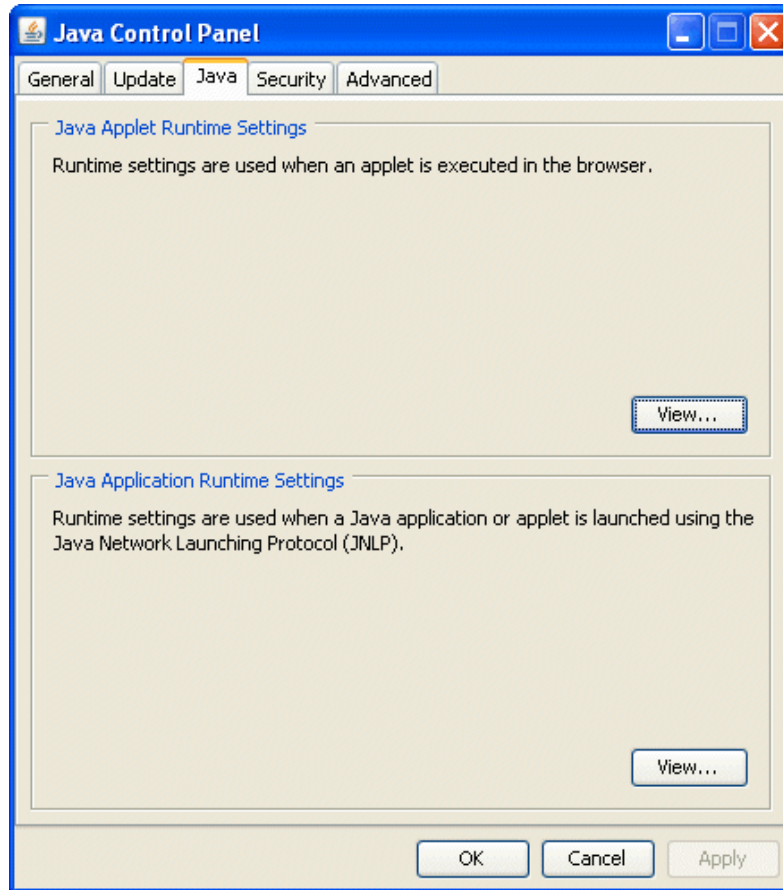 Java Control Panel
General Update Java Security Advanced
Java Applet Runtime Settings
Runtime settings are used when an applet is executed in the browser.
View...
Java Application Runtime Settings
Runtime settings are used when a Java application or applet is launched using the
Java Network Launching Protocol (JNLP).
View...
OK Cancel Apply